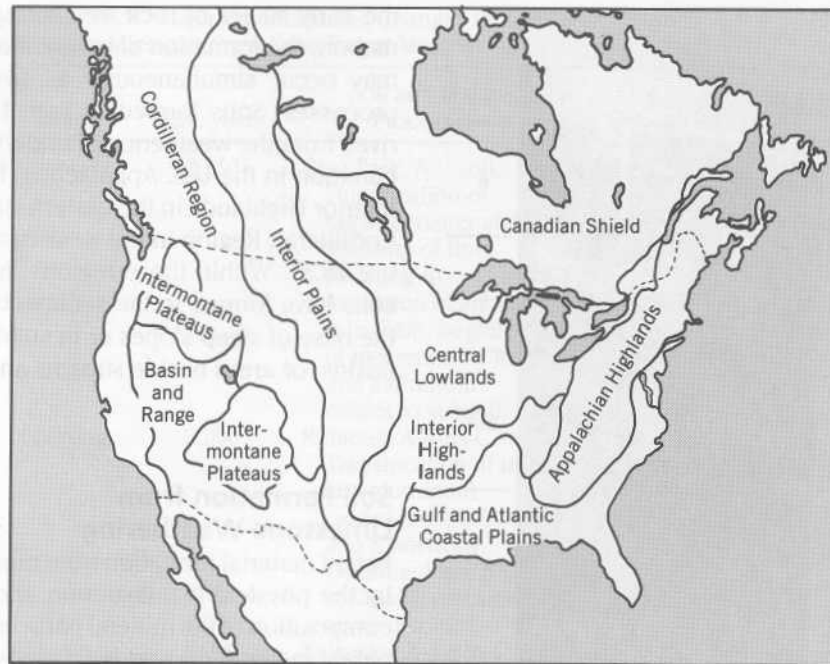 Cordilleran Region
Canadian Shield
Interior Plains
Intermontane
Plateaus
Central
Lowlands
Basin
and
Range
Appalachian Highlands
Interior
High-
lands
Inter-
montane
Plateaus
Gulf and Atlantic
Coastal Plains